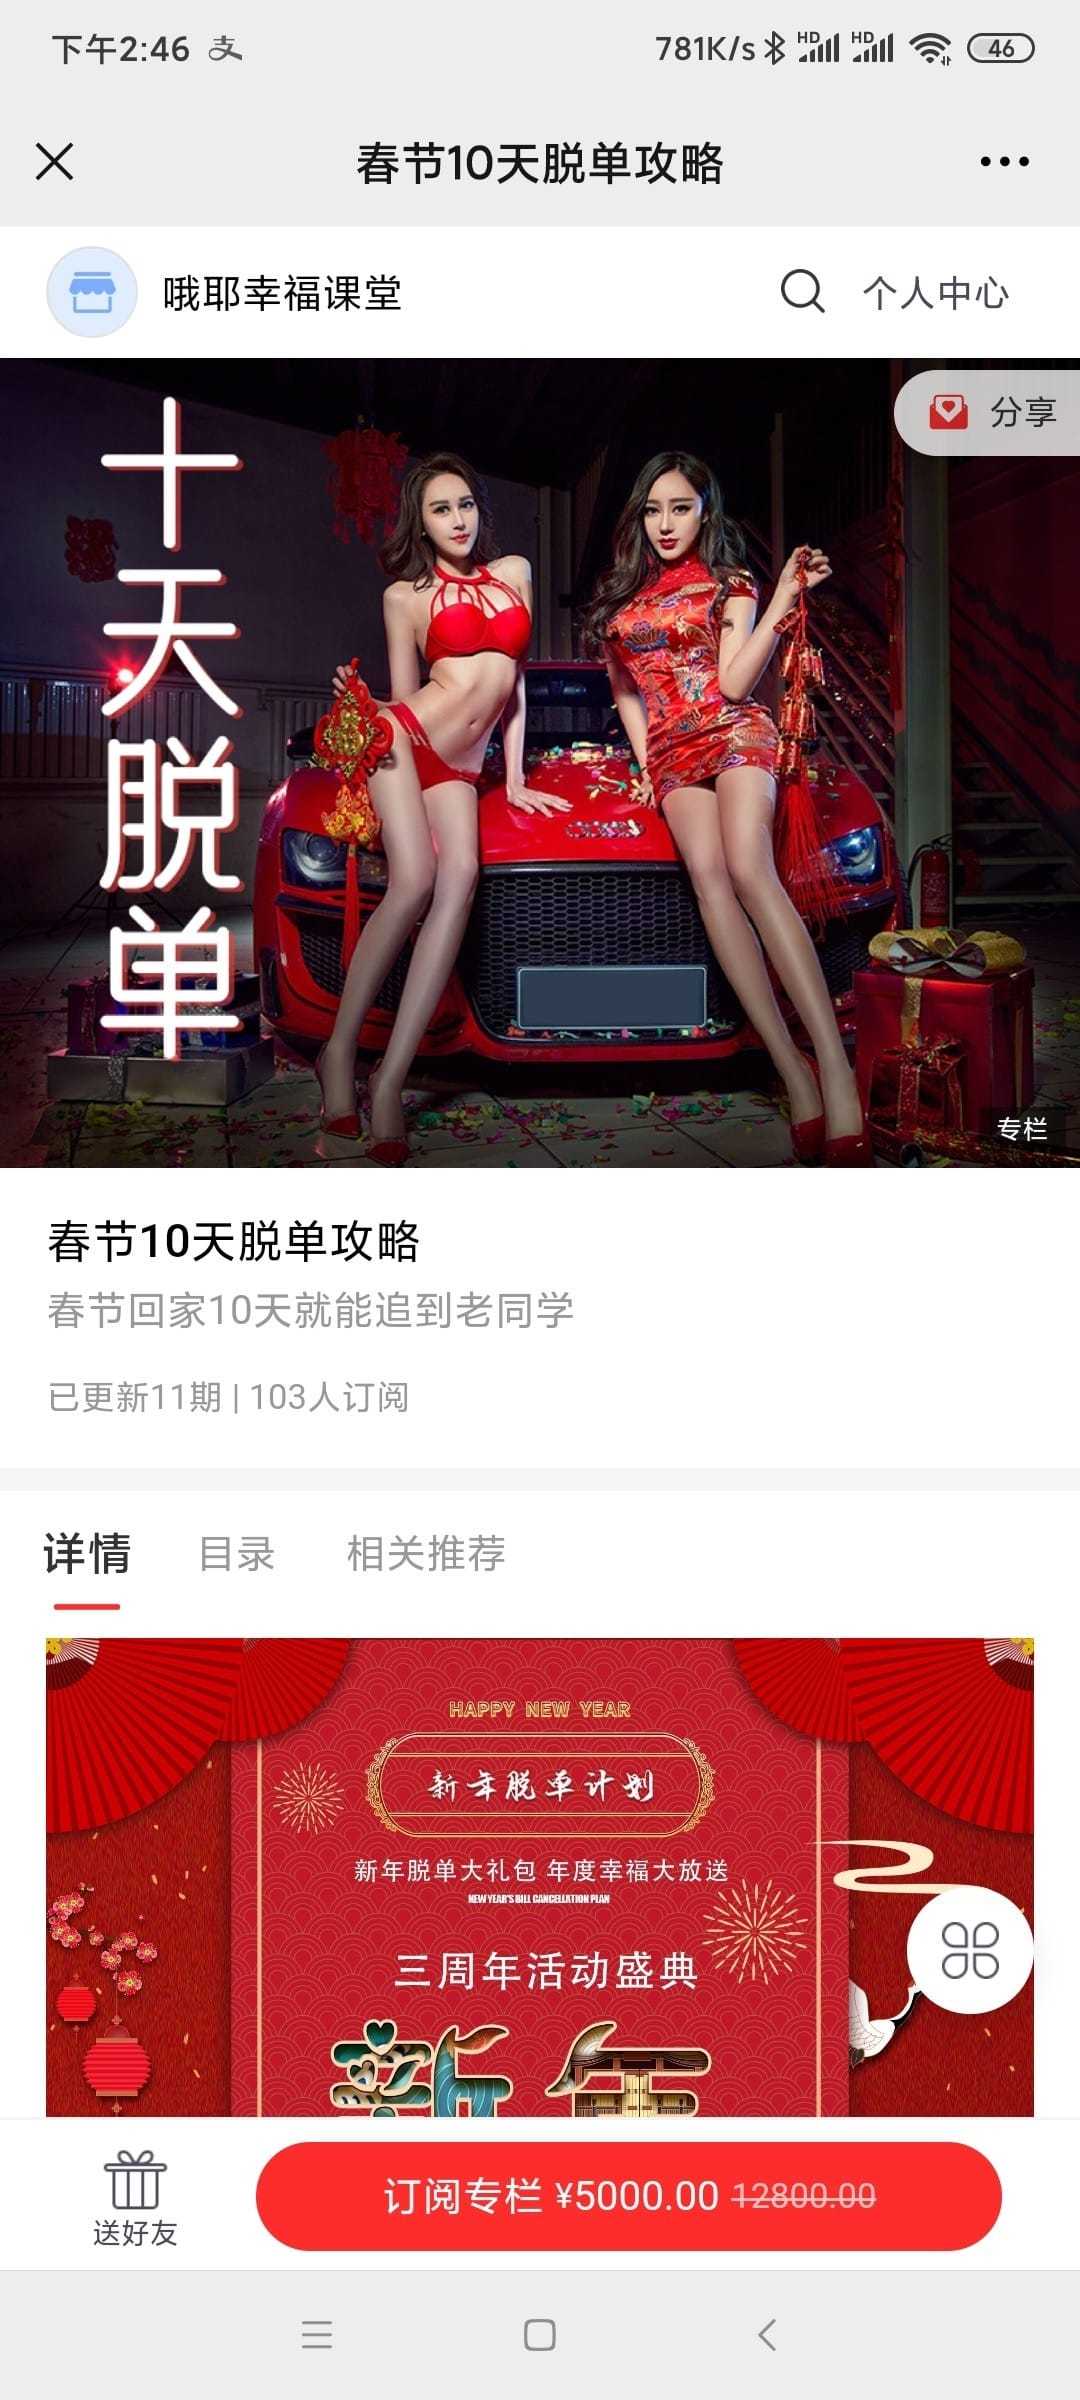 下午2:46
781K/s HD HD 46
春节10天脱单攻略
哦耶幸福课堂
个人中心
分享
十天脱单
专栏
春节10天脱单攻略
春节回家10天就能追到老同学
已更新11期 | 103人订阅
详情 目录 相关推荐
HAPPY NEW YEAR
新年脱单计划
新年脱单大礼包 年度幸福大放送
NEW YEAR'S BILL CANCELLATION PLAN
三周年活动盛典
新年
送好友
订阅专栏 ¥5000.00 12800.00